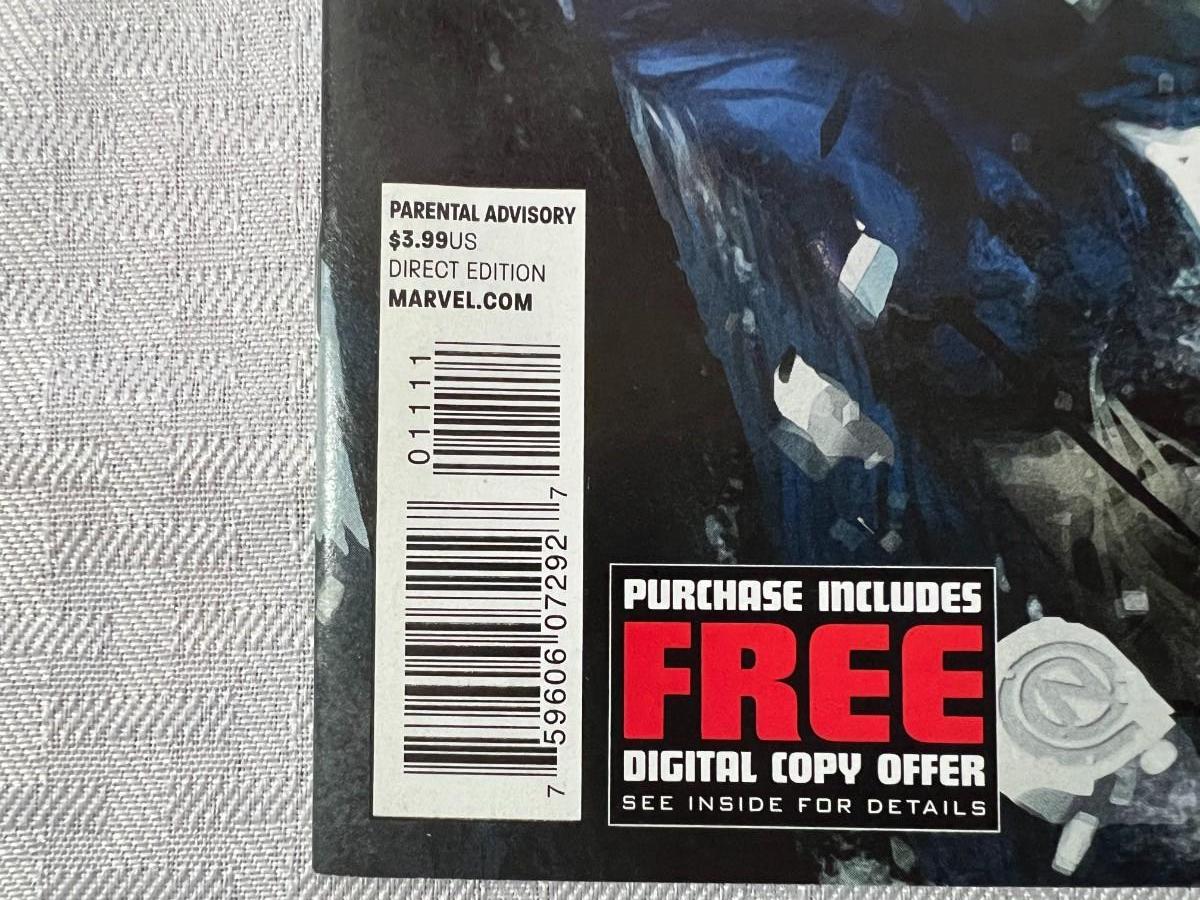 PARENTAL ADVISORY
$3.99US
DIRECT EDITION
MARVEL.COM
01111
7 59606 07292 7
PURCHASE INCLUDES
FREE
DIGITAL COPY OFFER
SEE INSIDE FOR DETAILS